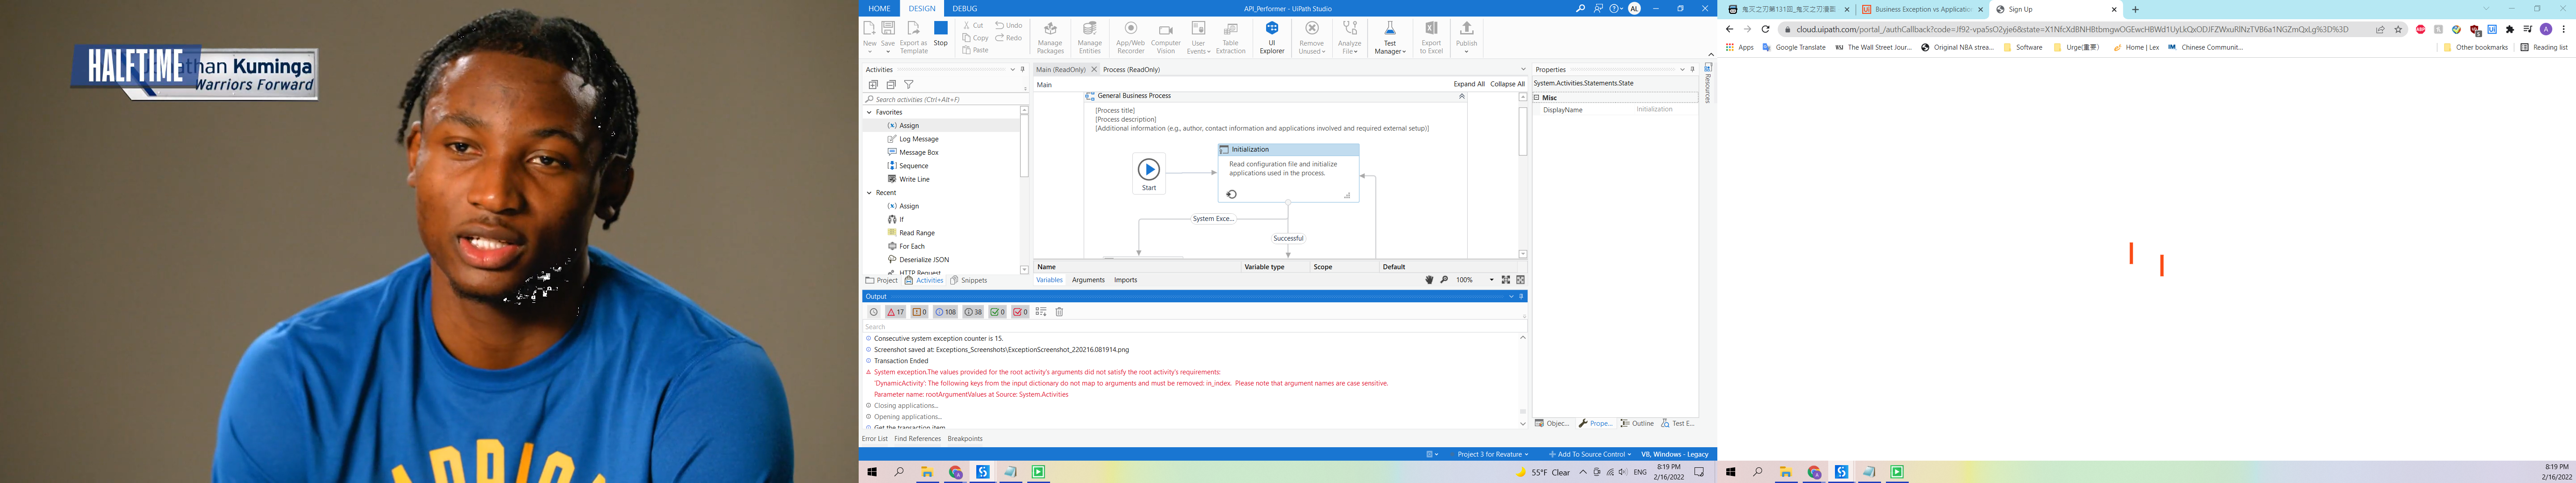 HALFTIME
Jonathan Kuminga
Warriors Forward
HOME
DESIGN
DEBUG
API_Performer - UiPath Studio
AL
New
Save
Export as Template
Stop
Cut
Copy
Paste
Undo
Redo
Manage Packages
Manage Entities
App/Web Recorder
Computer Vision
User Events
Table Extraction
UI Explorer
Remove Unused
Analyze File
Test Manager
Export to Excel
Publish
Activities
Search activities (Ctrl+Alt+F)
Favorites
Assign
Log Message
Message Box
Sequence
Write Line
Recent
Assign
If
Read Range
For Each
Deserialize JSON
HTTP Request
Project
Activities
Snippets
Main (ReadOnly)
Process (ReadOnly)
Main
Expand All
Collapse All
General Business Process
[Process title]
[Process description]
[Additional information (e.g., author, contact information and applications involved and required external setup)]
Start
Initialization
Read configuration file and initialize
applications used in the process.
System Exce...
Successful
Name
Variable type
Scope
Default
Variables
Arguments
Imports
100%
Properties
System.Activities.Statements.State
Misc
DisplayName
Initialization
Resources
Objec...
Prope...
Outline
Test E...
Output
17
0
108
38
0
0
Search
Consecutive system exception counter is 15.
Screenshot saved at: Exceptions_Screenshots\ExceptionScreenshot_220216.081914.png
Transaction Ended
System exception.The values provided for the root activity's arguments did not satisfy the root activity's requirements:
'DynamicActivity': The following keys from the input dictionary do not map to arguments and must be removed: in_index. Please note that argument names are case sensitive.
Parameter name: rootArgumentValues at Source: System.Activities
Closing applications...
Opening applications...
Get the transaction item
Error List
Find References
Breakpoints
Project 3 for Revature
Add To Source Control
VB, Windows - Legacy
55°F Clear
ENG
8:19 PM
2/16/2022
鬼灭之刃第131回_鬼灭之刃漫画
Business Exception vs Applicatio
Sign Up
Apps
Google Translate
The Wall Street Jour...
Original NBA strea...
Software
Urge(重要)
Home | Lex
Chinese Communit...
Other bookmarks
Reading list
8:19 PM
2/16/2022